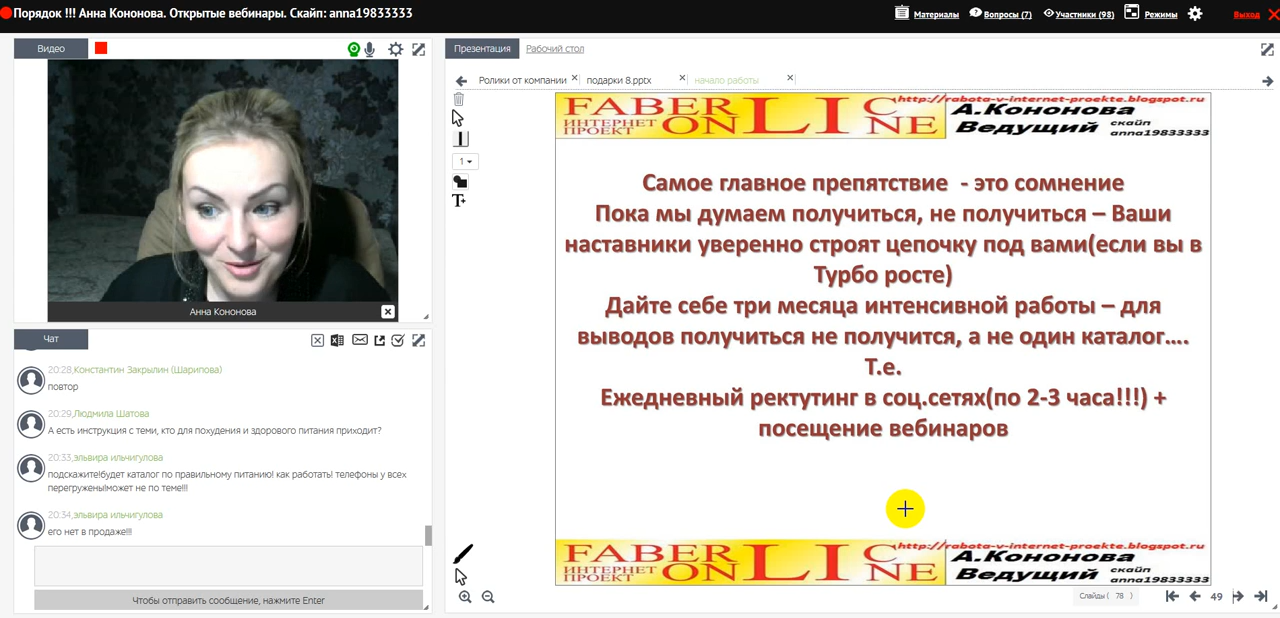 Порядок !!! Анна Кононова. Открытые вебинары. Скайп: anna19833333
Материалы
Вопросы (7)
Участники (98)
Режимы
Выход
Видео
Анна Кононова
Чат
20:28, Константин Закрылин (Шарипова)
повтор
20:29, Людмила Шатова
А есть инструкция с теми, кто для похудения и здорового питания приходит?
20:33, эльвира ильчигулова
подскажите!будет каталог по правильному питанию! как работать! телефоны у всех
перегружены!может не по теме!!!
20:34, эльвира ильчигулова
его нет в продаже!!!
Чтобы отправить сообщение, нажмите Enter
Презентация
Рабочий стол
Ролики от компании
подарки 8.pptx
начало работы
1
T+
FABER ONLINE
ИНТЕРНЕТ
ПРОЕКТ
http://rabota-v-internet-proekte.blogspot.ru
А.Кононова
Ведущий
скайп
anna19833333
Самое главное препятствие - это сомнение
Пока мы думаем получиться, не получиться – Ваши
наставники уверенно строят цепочку под вами(если вы в
Турбо росте)
Дайте себе три месяца интенсивной работы – для
выводов получиться не получится, а не один каталог....
Т.е.
Ежедневный ректутинг в соц.сетях(по 2-3 часа!!!) +
посещение вебинаров
FABER ONLINE
ИНТЕРНЕТ
ПРОЕКТ
http://rabota-v-internet-proekte.blogspot.ru
А.Кононова
Ведущий
скайп
anna19833333
Слайды ( 78 )
49